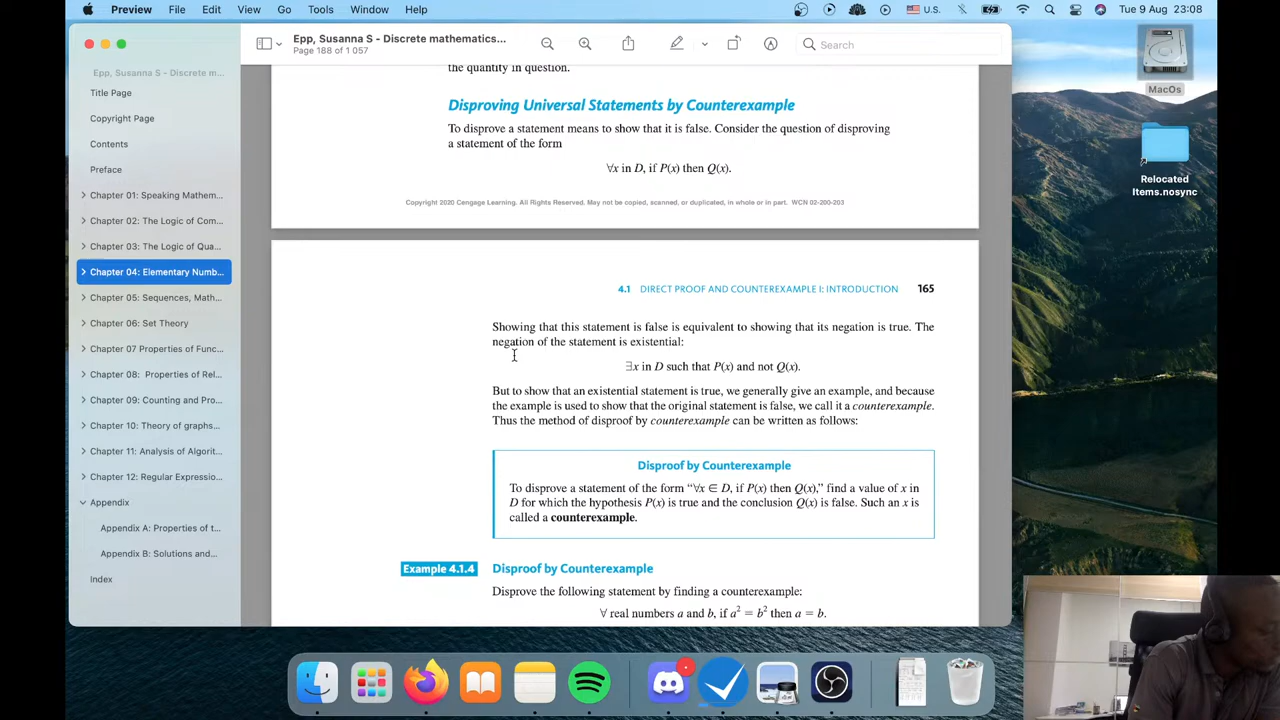 Preview File Edit View Go Tools Window Help
U.S. Tue 9 Aug 23:08
Epp, Susanna S - Discrete m...
Title Page
Copyright Page
Contents
Preface
Chapter 01: Speaking Mathem...
Chapter 02: The Logic of Com...
Chapter 03: The Logic of Qua...
Chapter 04: Elementary Numb...
Chapter 05: Sequences, Math...
Chapter 06: Set Theory
Chapter 07 Properties of Func...
Chapter 08: Properties of Rel...
Chapter 09: Counting and Pro...
Chapter 10: Theory of graphs...
Chapter 11: Analysis of Algorit...
Chapter 12: Regular Expressio...
Appendix
Appendix A: Properties of t...
Appendix B: Solutions and...
Index
Epp, Susanna S - Discrete mathematics...
Page 188 of 1 057
Search
the quantity in question.
Disproving Universal Statements by Counterexample
To disprove a statement means to show that it is false. Consider the question of disproving
a statement of the form
∀x in D, if P(x) then Q(x).
Copyright 2020 Cengage Learning. All Rights Reserved. May not be copied, scanned, or duplicated, in whole or in part. WCN 02-200-203
4.1 DIRECT PROOF AND COUNTEREXAMPLE I: INTRODUCTION 165
Showing that this statement is false is equivalent to showing that its negation is true. The
negation of the statement is existential:
∃x in D such that P(x) and not Q(x).
But to show that an existential statement is true, we generally give an example, and because
the example is used to show that the original statement is false, we call it a counterexample.
Thus the method of disproof by counterexample can be written as follows:
Disproof by Counterexample
To disprove a statement of the form “∀x ∈ D, if P(x) then Q(x),” find a value of x in
D for which the hypothesis P(x) is true and the conclusion Q(x) is false. Such an x is
called a counterexample.
Example 4.1.4 Disproof by Counterexample
Disprove the following statement by finding a counterexample:
∀ real numbers a and b, if a² = b² then a = b.
MacOs
Relocated
Items.nosync